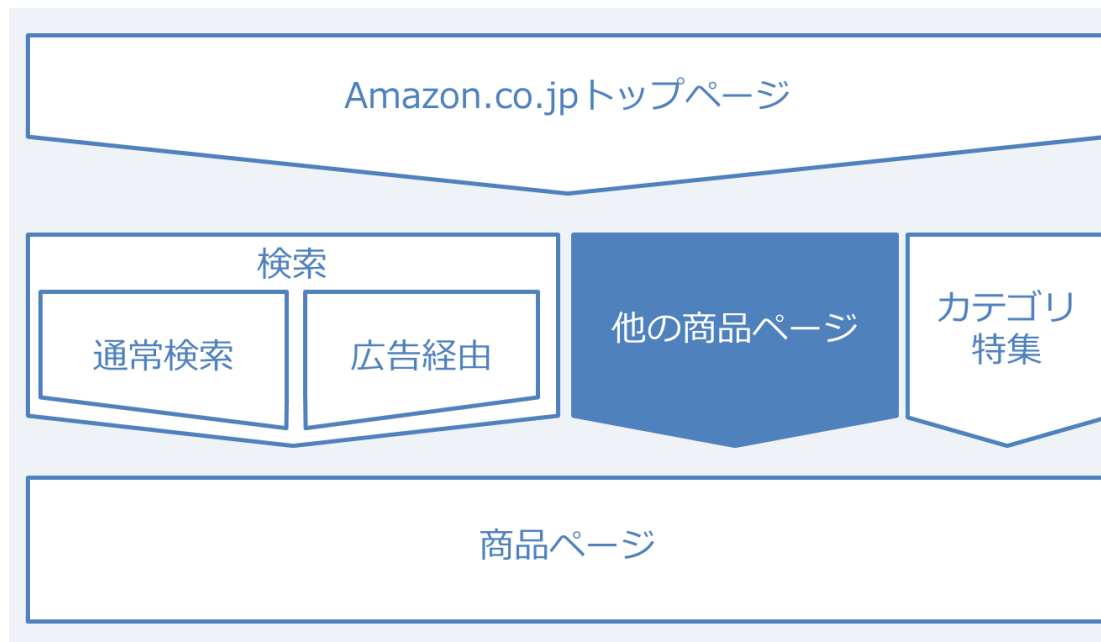 Amazon.co.jpトップページ
検索
通常検索
広告経由
他の商品ページ
カテゴリ
特集
商品ページ